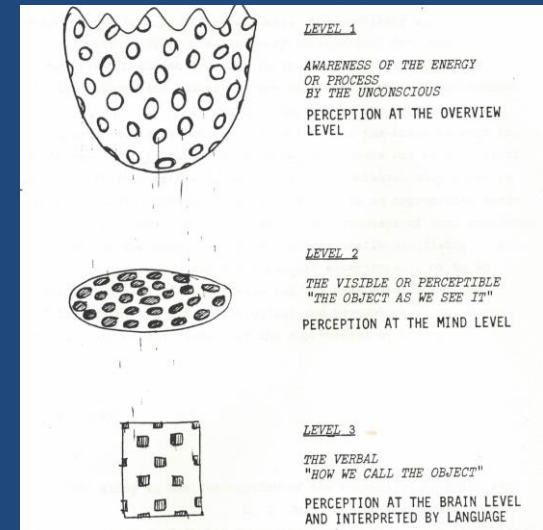 LEVEL 1
AWARENESS OF THE ENERGY
OR PROCESS
BY THE UNCONSCIOUS
PERCEPTION AT THE OVERVIEW
LEVEL
LEVEL 2
THE VISIBLE OR PERCEPTIBLE
"THE OBJECT AS WE SEE IT"
PERCEPTION AT THE MIND LEVEL
LEVEL 3
THE VERBAL
"HOW WE CALL THE OBJECT"
PERCEPTION AT THE BRAIN LEVEL
AND INTERPRETED BY LANGUAGE